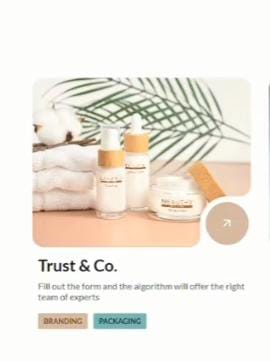 Trust & Co.
Fill out the form and the algorithm will offer the right
team of experts
BRANDING
PACKAGING